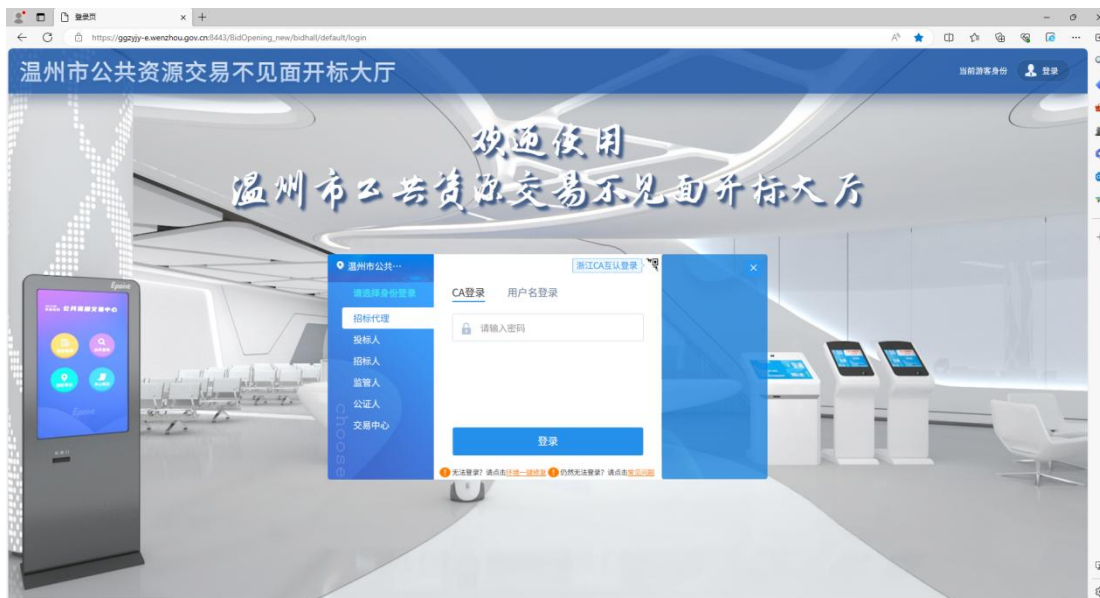 登录页
https://ggzyjy-e.wenzhou.gov.cn:8443/BidOpening_new/bidhall/default/login
温州市公共资源交易不见面开标大厅
当前游客身份
登录
欢迎使用
温州市公共资源交易不见面开标大厅
温州市公共…
浙江CA互认登录
请选择身份登录
CA登录
用户名登录
招标代理
请输入密码
投标人
招标人
监管人
公证人
交易中心
choose
登录
无法登录？请点击环境一键修复
仍然无法登录？请点击常见问题
Epoint
Epoint